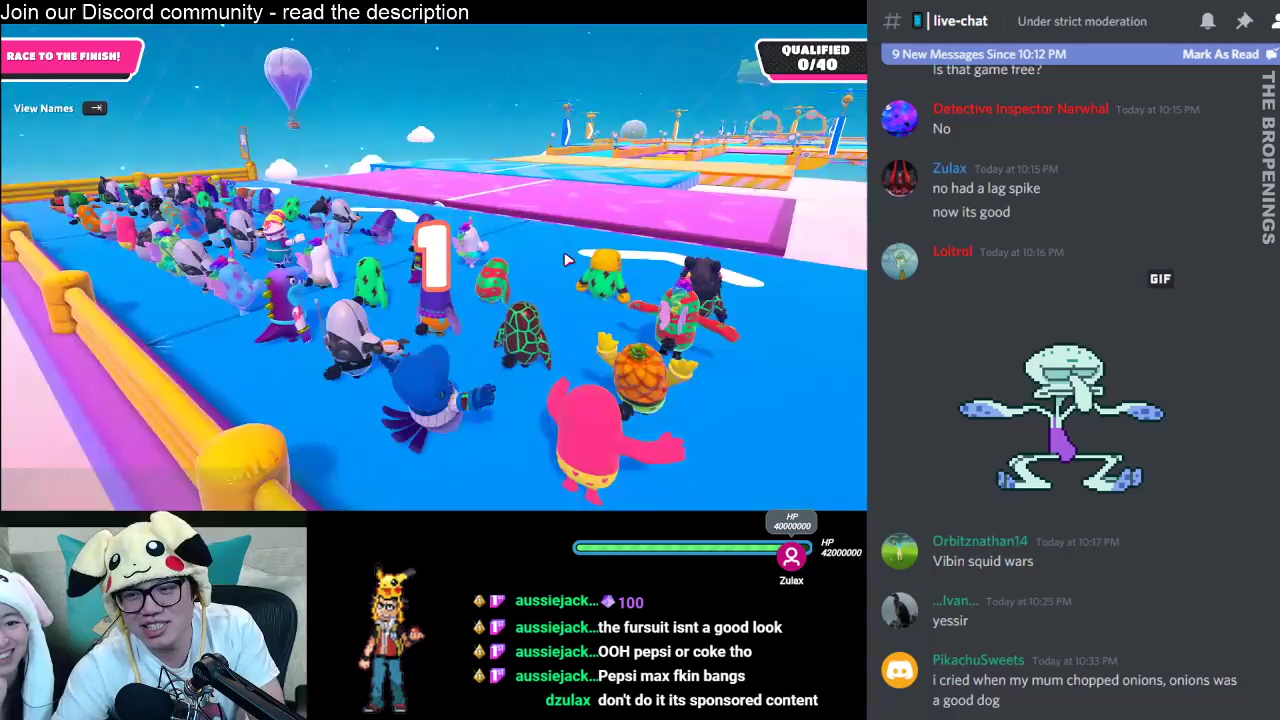 Join our Discord community - read the description
RACE TO THE FINISH!
QUALIFIED
0/40
View Names
1
# | live-chat
Under strict moderation
9 New Messages Since 10:12 PM
Mark As Read
Is that game free?
Detective Inspector Narwhal Today at 10:15 PM
No
Zulax Today at 10:15 PM
no had a lag spike
now its good
Loitrol Today at 10:16 PM
GIF
Orbitznathan14 Today at 10:17 PM
Vibin squid wars
...Ivan... Today at 10:25 PM
yessir
PikachuSweets Today at 10:33 PM
i cried when my mum chopped onions, onions was
a good dog
THE BROPENINGS
HP
40000000
HP
42000000
Zulax
aussiejack... 100
aussiejack...the fursuit isnt a good look
aussiejack...OOH pepsi or coke tho
aussiejack...Pepsi max fkin bangs
dzulax don't do it its sponsored content